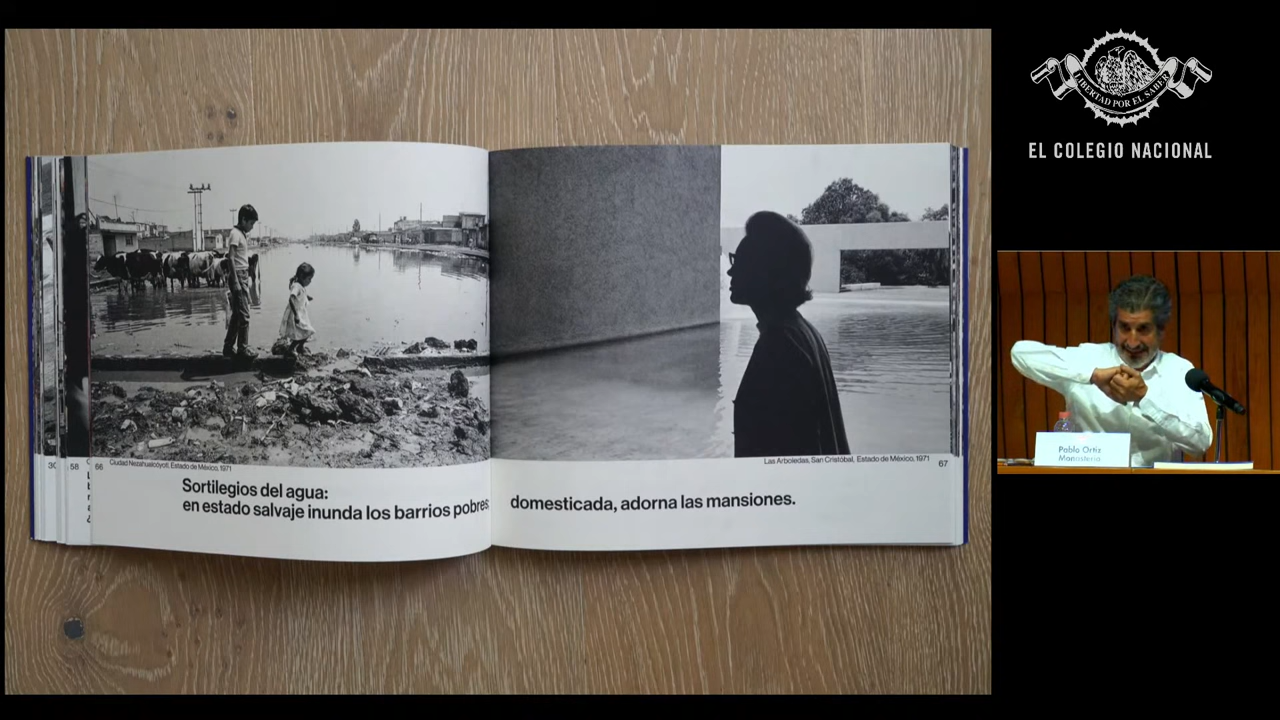 LIBERTAD POR EL SABER
EL COLEGIO NACIONAL
66
Ciudad Nezahualcóyotl, Estado de México, 1971
Sortilegios del agua:
en estado salvaje inunda los barrios pobres
Las Arboledas, San Cristóbal, Estado de México, 1971
67
domesticada, adorna las mansiones.
30
58
Pablo Ortiz
Monasterio